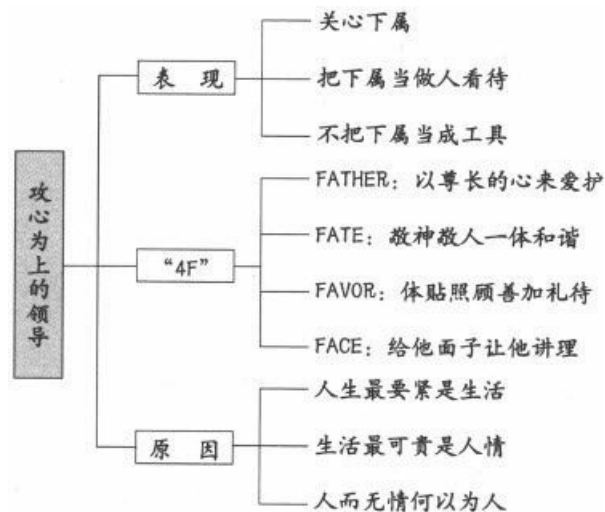 攻心为上的领导
表 现
关心下属
把下属当做人看待
不把下属当成工具
“4F”
FATHER：以尊长的心来爱护
FATE：敬神敬人一体和谐
FAVOR：体贴照顾善加礼待
FACE：给他面子让他讲理
原 因
人生最要紧是生活
生活最可贵是人情
人而无情何以为人